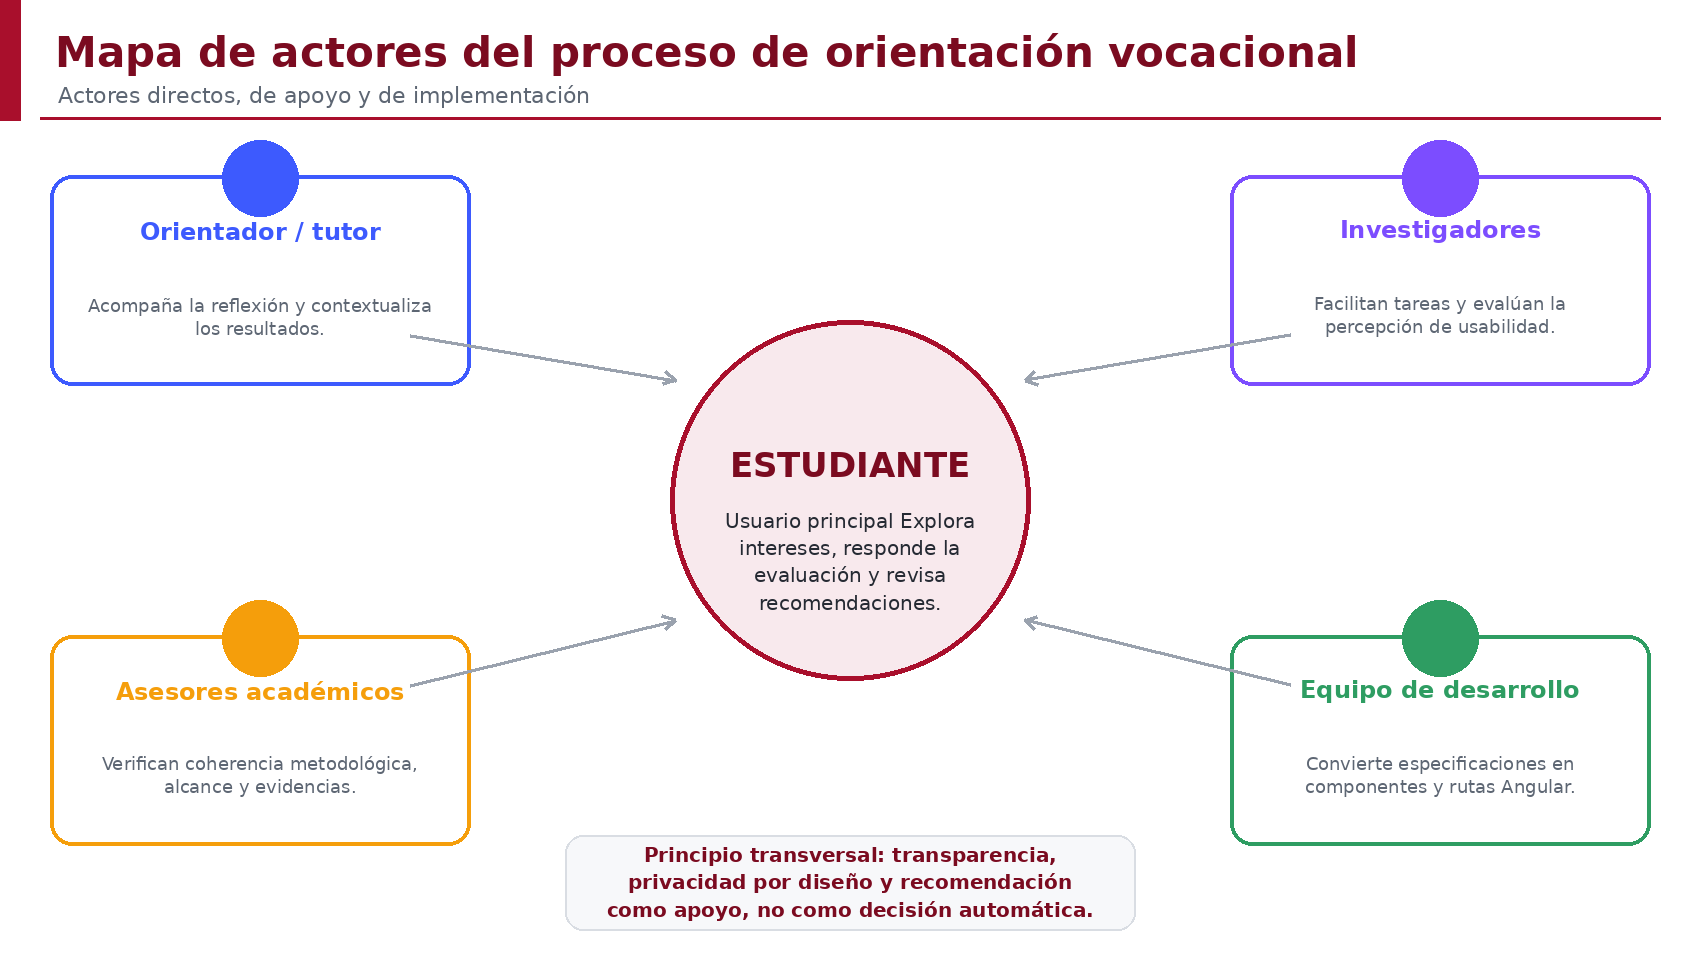 Mapa de actores del proceso de orientación vocacional
Actores directos, de apoyo y de implementación
Orientador / tutor
Acompaña la reflexión y contextualiza
los resultados.
Investigadores
Facilitan tareas y evalúan la
percepción de usabilidad.
ESTUDIANTE
Usuario principal Explora
intereses, responde la
evaluación y revisa
recomendaciones.
Asesores académicos
Verifican coherencia metodológica,
alcance y evidencias.
Equipo de desarrollo
Convierte especificaciones en
componentes y rutas Angular.
Principio transversal: transparencia,
privacidad por diseño y recomendación
como apoyo, no como decisión automática.